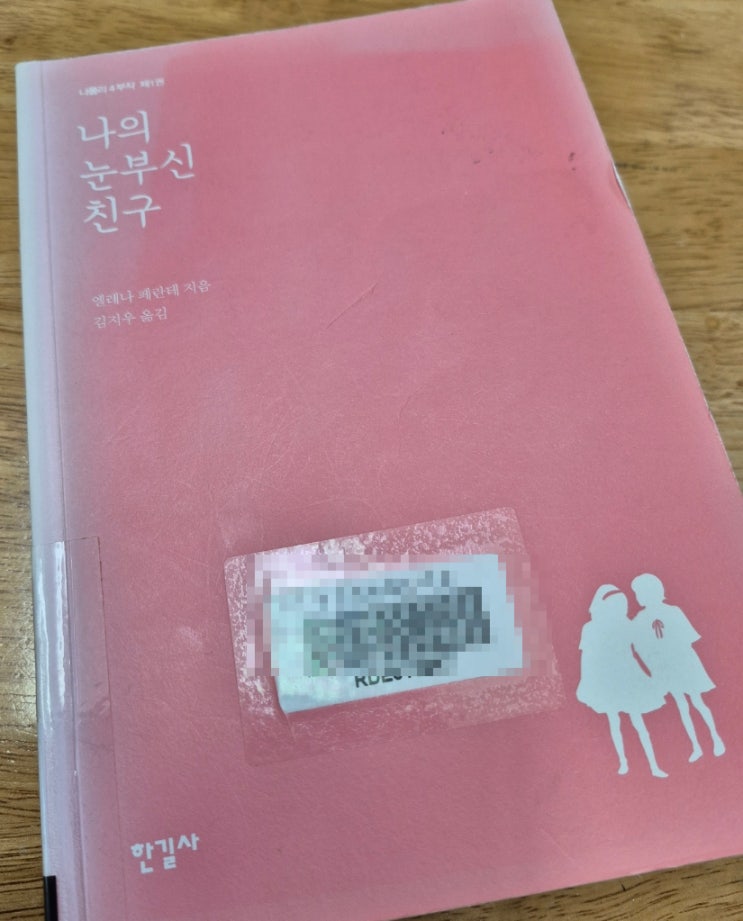 나폴리 4부작 제1권
나의
눈부신
친구
엘레나 페란테 지음
김지우 옮김
한길사